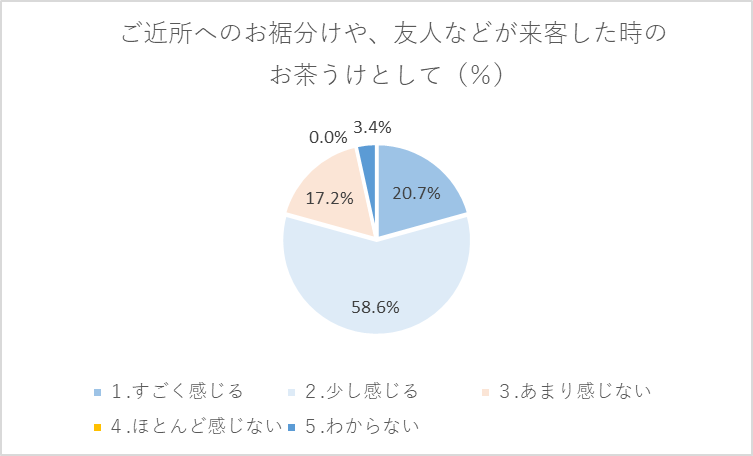 ご近所へのお裾分けや、友人などが来客した時の
お茶うけとして（％）
3.4%
0.0%
20.7%
17.2%
58.6%
１.すごく感じる ２.少し感じる ３.あまり感じない
４.ほとんど感じない ５.わからない